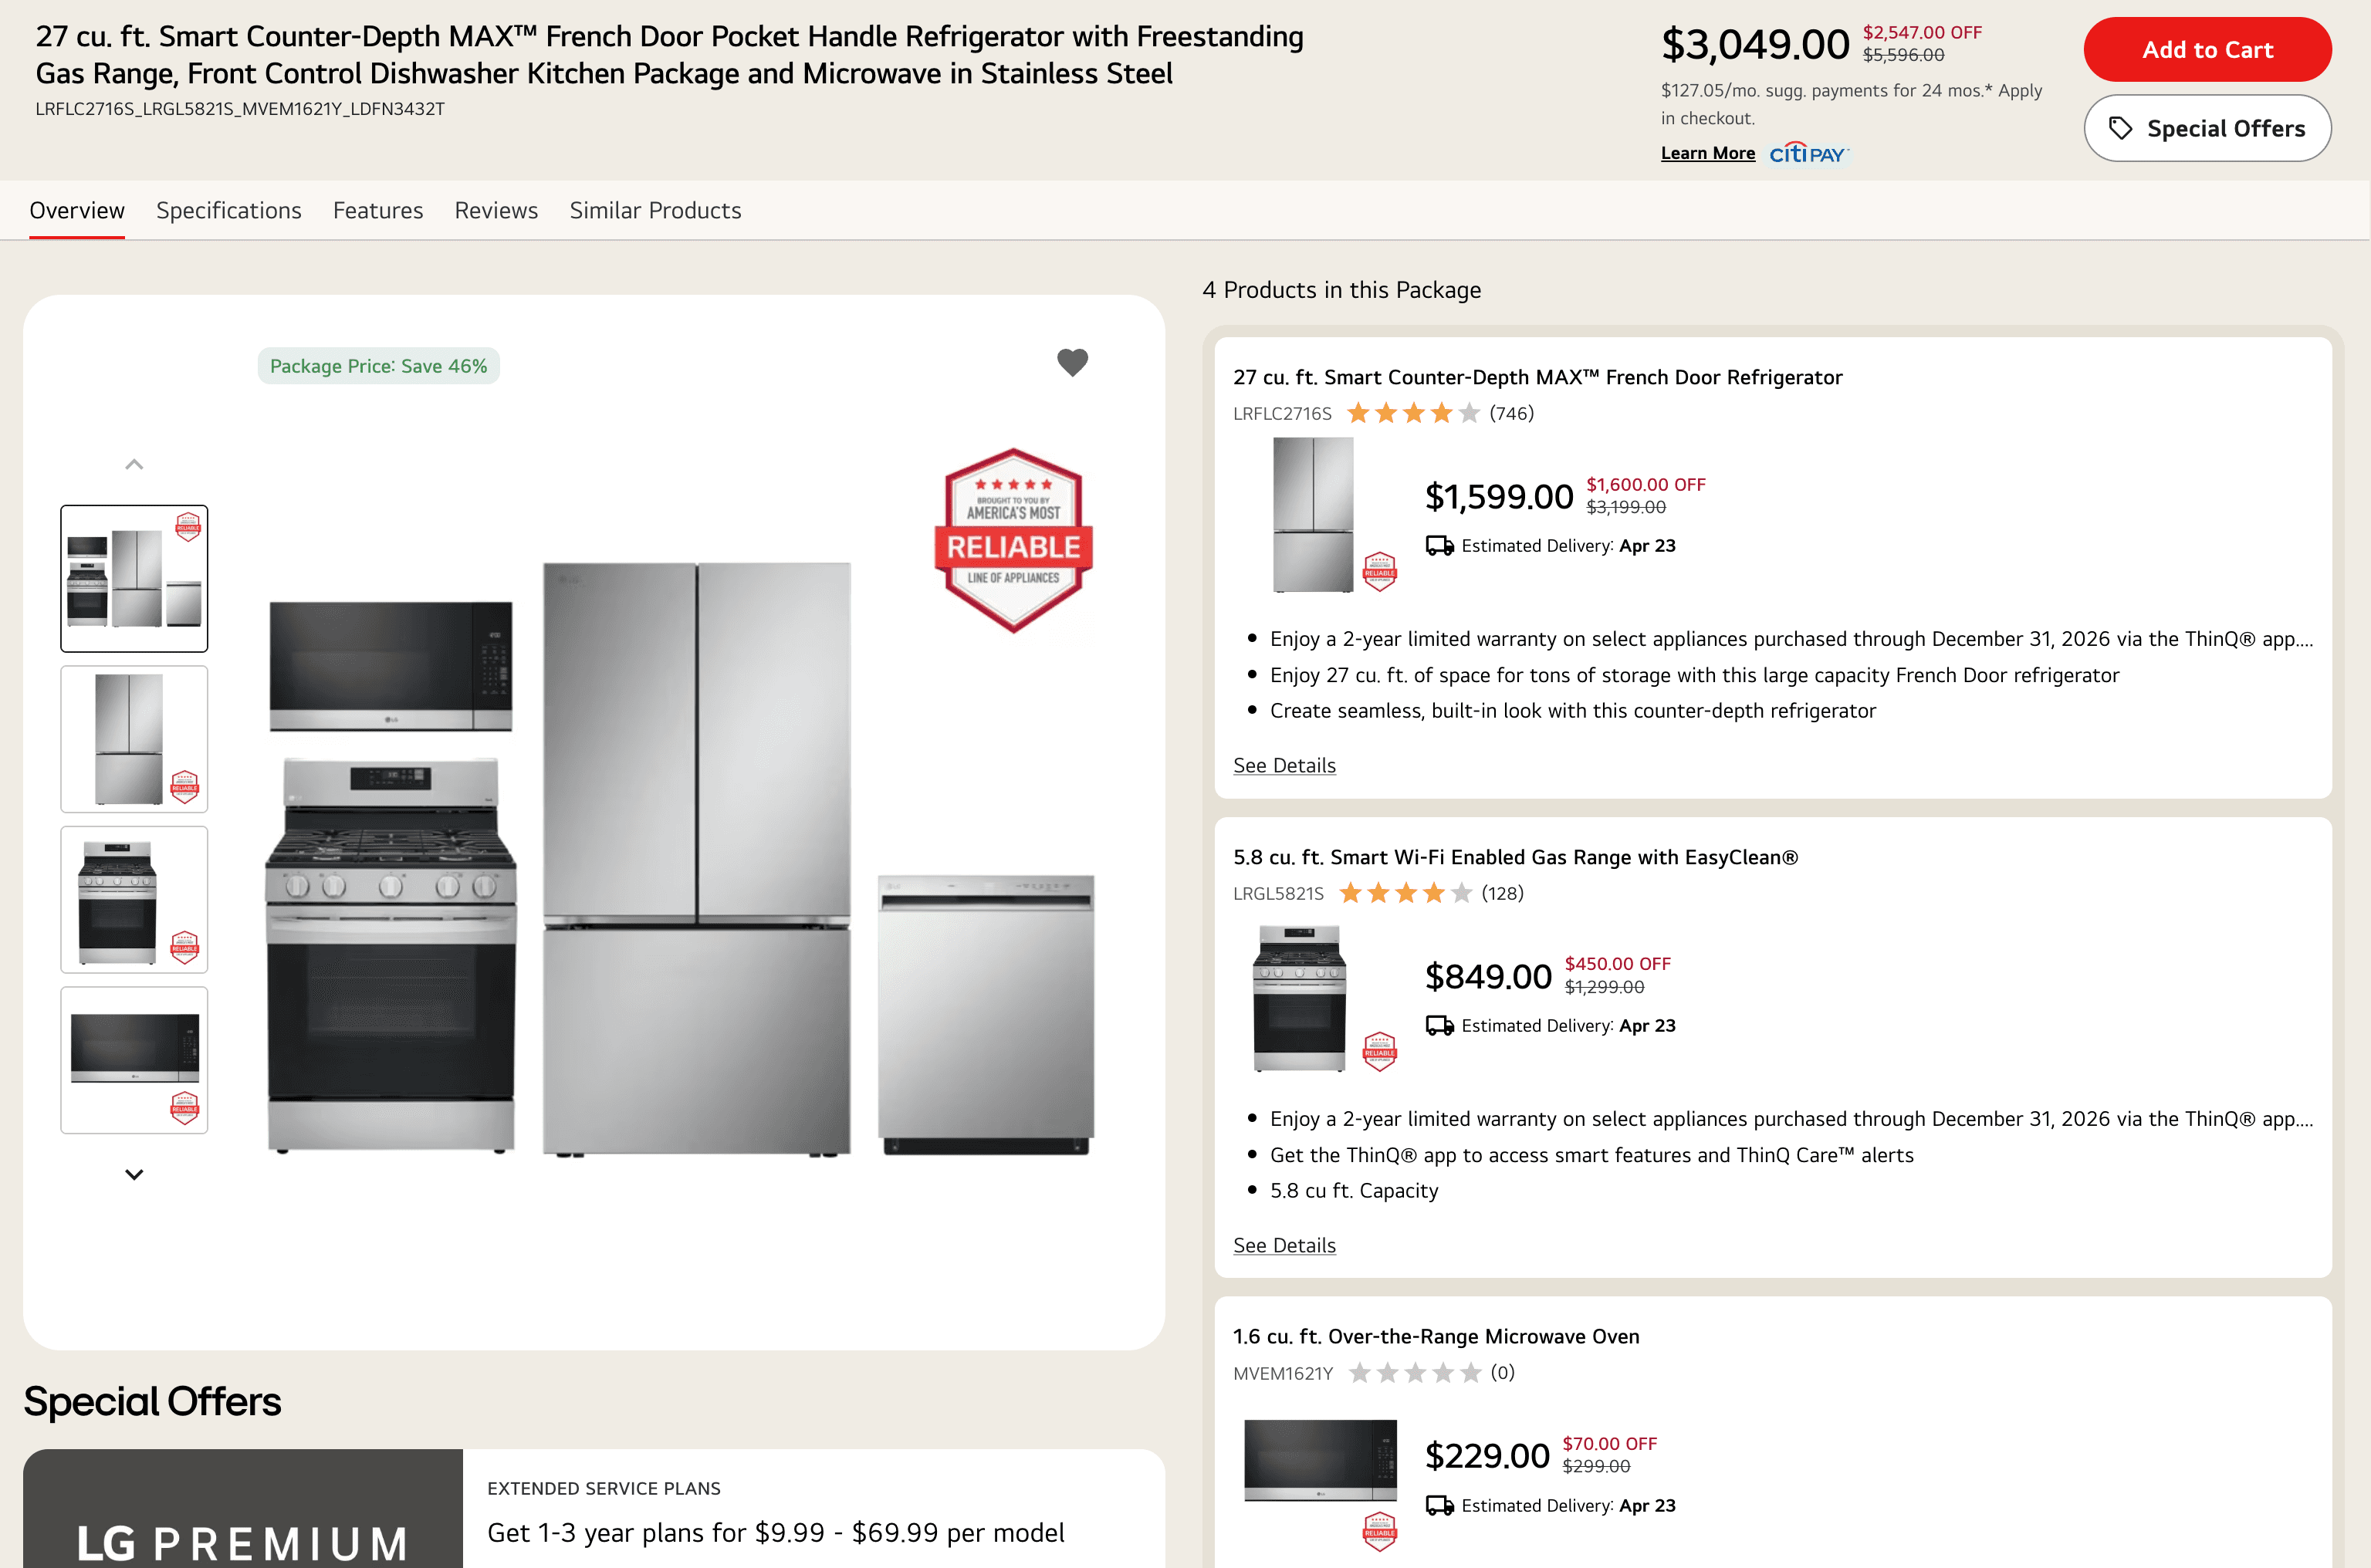 27 cu. ft. Smart Counter-Depth MAX™ French Door Pocket Handle Refrigerator with Freestanding
Gas Range, Front Control Dishwasher Kitchen Package and Microwave in Stainless Steel
LRFLC2716S_LRGL5821S_MVEM1621Y_LDFN3432T
$3,049.00
$2,547.00 OFF
$5,596.00
$127.05/mo. sugg. payments for 24 mos.* Apply
in checkout.
Learn More
citi PAY
Add to Cart
Special Offers
Overview
Specifications
Features
Reviews
Similar Products
Package Price: Save 46%
BROUGHT TO YOU BY
AMERICA'S MOST
RELIABLE
LINE OF APPLIANCES
4 Products in this Package
27 cu. ft. Smart Counter-Depth MAX™ French Door Refrigerator
LRFLC2716S
(746)
$1,599.00
$1,600.00 OFF
$3,199.00
Estimated Delivery: Apr 23
RELIABLE
• Enjoy a 2-year limited warranty on select appliances purchased through December 31, 2026 via the ThinQ® app....
• Enjoy 27 cu. ft. of space for tons of storage with this large capacity French Door refrigerator
• Create seamless, built-in look with this counter-depth refrigerator
See Details
5.8 cu. ft. Smart Wi-Fi Enabled Gas Range with EasyClean®
LRGL5821S
(128)
$849.00
$450.00 OFF
$1,299.00
Estimated Delivery: Apr 23
RELIABLE
• Enjoy a 2-year limited warranty on select appliances purchased through December 31, 2026 via the ThinQ® app....
• Get the ThinQ® app to access smart features and ThinQ Care™ alerts
• 5.8 cu ft. Capacity
See Details
1.6 cu. ft. Over-the-Range Microwave Oven
MVEM1621Y
(0)
$229.00
$70.00 OFF
$299.00
Estimated Delivery: Apr 23
RELIABLE
Special Offers
LG PREMIUM
EXTENDED SERVICE PLANS
Get 1-3 year plans for $9.99 - $69.99 per model